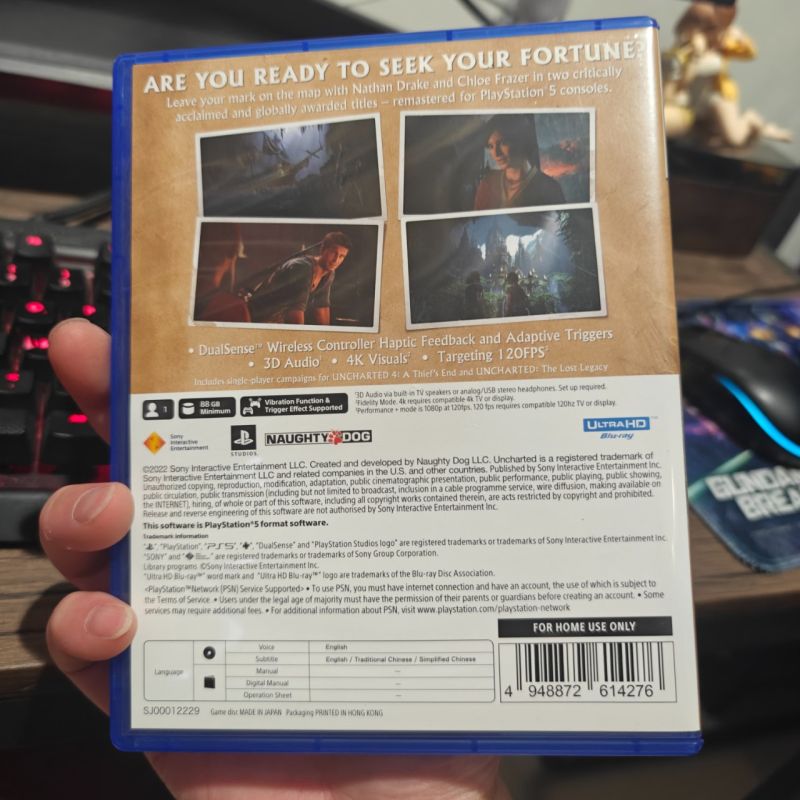 ARE YOU READY TO SEEK YOUR FORTUNE?
Leave your mark on the map with Nathan Drake and Chloe Frazer in two critically
acclaimed and globally awarded titles – remastered for PlayStation®5 consoles.
• DualSense™ Wireless Controller Haptic Feedback and Adaptive Triggers
• 3D Audio¹ • 4K Visuals² • Targeting 120FPS³
Includes single-player campaigns for UNCHARTED 4: A Thief's End and UNCHARTED: The Lost Legacy
1
88 GB
Minimum
Vibration Function &
Trigger Effect Supported
¹3D Audio via built-in TV speakers or analog/USB stereo headphones. Set up required.
²Fidelity Mode. 4k requires compatible 4k TV or display.
³Performance + mode is 1080p at 120fps. 120 fps requires compatible 120hz TV or display.
Sony
Interactive
Entertainment
PlayStation
STUDIOS
NAUGHTY DOG
ULTRA HD
Blu-ray
©2022 Sony Interactive Entertainment LLC. Created and developed by Naughty Dog LLC. Uncharted is a registered trademark of
Sony Interactive Entertainment LLC and related companies in the U.S. and other countries. Published by Sony Interactive Entertainment Inc.
Unauthorized copying, reproduction, modification, adaptation, public cinematographic presentation, public performance, public playing, public showing,
public circulation, public transmission (including but not limited to broadcast, inclusion in a cable programme service, wire diffusion, making available on
the INTERNET), hiring, of whole or part of this software, including all copyright works contained therein, are acts restricted by copyright and prohibited.
Release and reverse engineering of this software are not authorised by Sony Interactive Entertainment Inc.
This software is PlayStation®5 format software.
Trademark information
" ", "PlayStation", "PS5", " ", "DualSense" and "PlayStation Studios logo" are registered trademarks or trademarks of Sony Interactive Entertainment Inc.
"SONY" and " " are registered trademarks or trademarks of Sony Group Corporation.
Library programs ©Sony Interactive Entertainment Inc.
"Ultra HD Blu-ray™" word mark and "Ultra HD Blu-ray™" logo are trademarks of the Blu-ray Disc Association.
<PlayStation™Network (PSN) Service Supported> • To use PSN, you must have internet connection and have an account, the use of which is subject to
the Terms of Service. • Users under the legal age of majority must have the permission of their parents or guardians before creating an account. • Some
services may require additional fees. • For additional information about PSN, visit www.playstation.com/playstation-network
FOR HOME USE ONLY
Language
Voice English
Subtitle English / Traditional Chinese / Simplified Chinese
Manual —
Digital Manual —
Operation Sheet —
4 948872 614276
SJ00012229 Game disc MADE IN JAPAN Packaging PRINTED IN HONG KONG
GUNDAM
BREAK